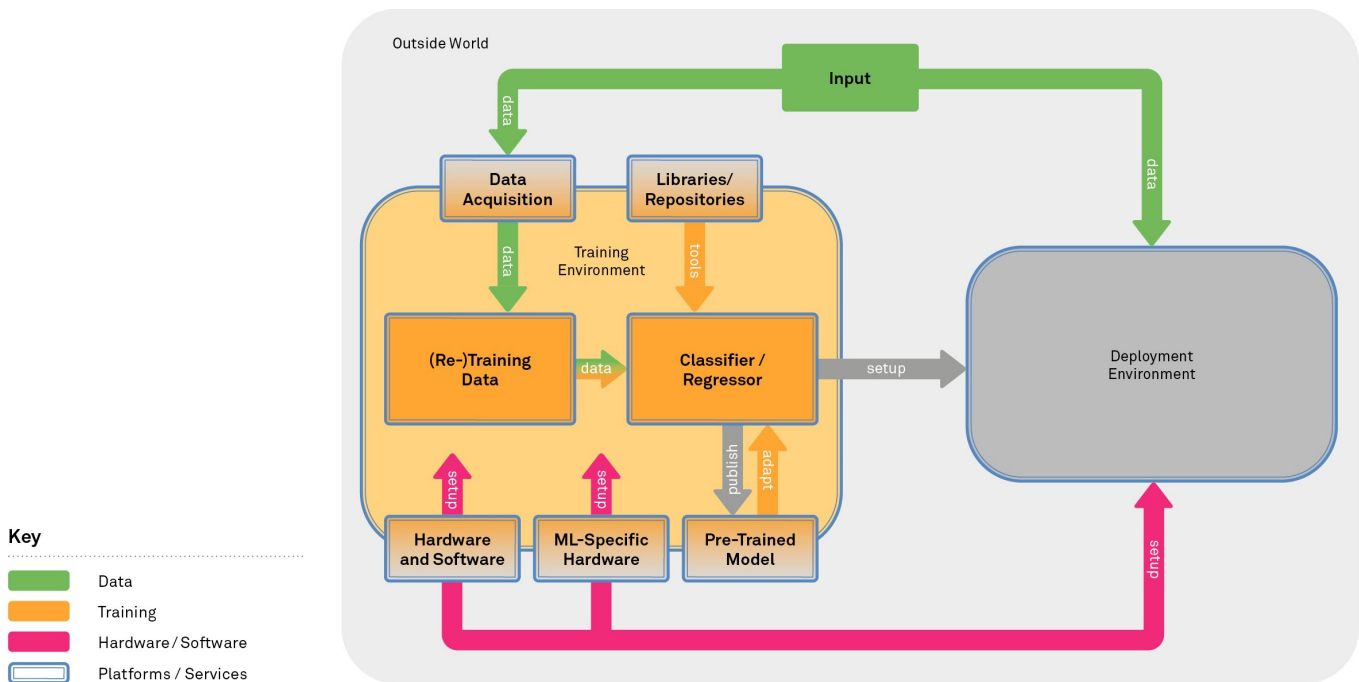 Outside World
Input
data
data
Data
Acquisition
Libraries/
Repositories
data
Training
Environment
tools
(Re-)Training
Data
data
Classifier /
Regressor
setup
Deployment
Environment
setup
setup
publish
adapt
Hardware
and Software
ML-Specific
Hardware
Pre-Trained
Model
setup
Key
Data
Training
Hardware / Software
Platforms / Services